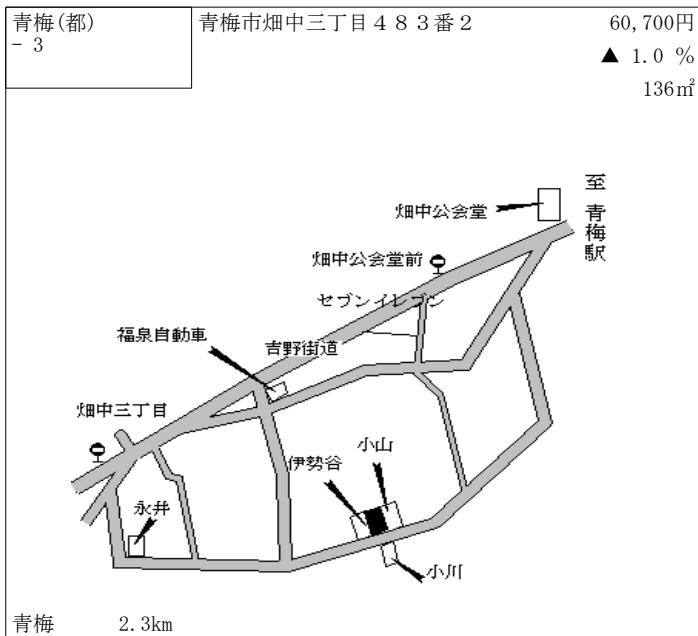 青梅(都)
－ 3
青梅市畑中三丁目４８３番２
60,700円
▲ 1.0 %
136㎡
至 青梅駅
畑中公会堂
畑中公会堂前
セブンイレブン
福泉自動車
吉野街道
畑中三丁目
小山
伊勢谷
永井
小川
青梅 2.3km